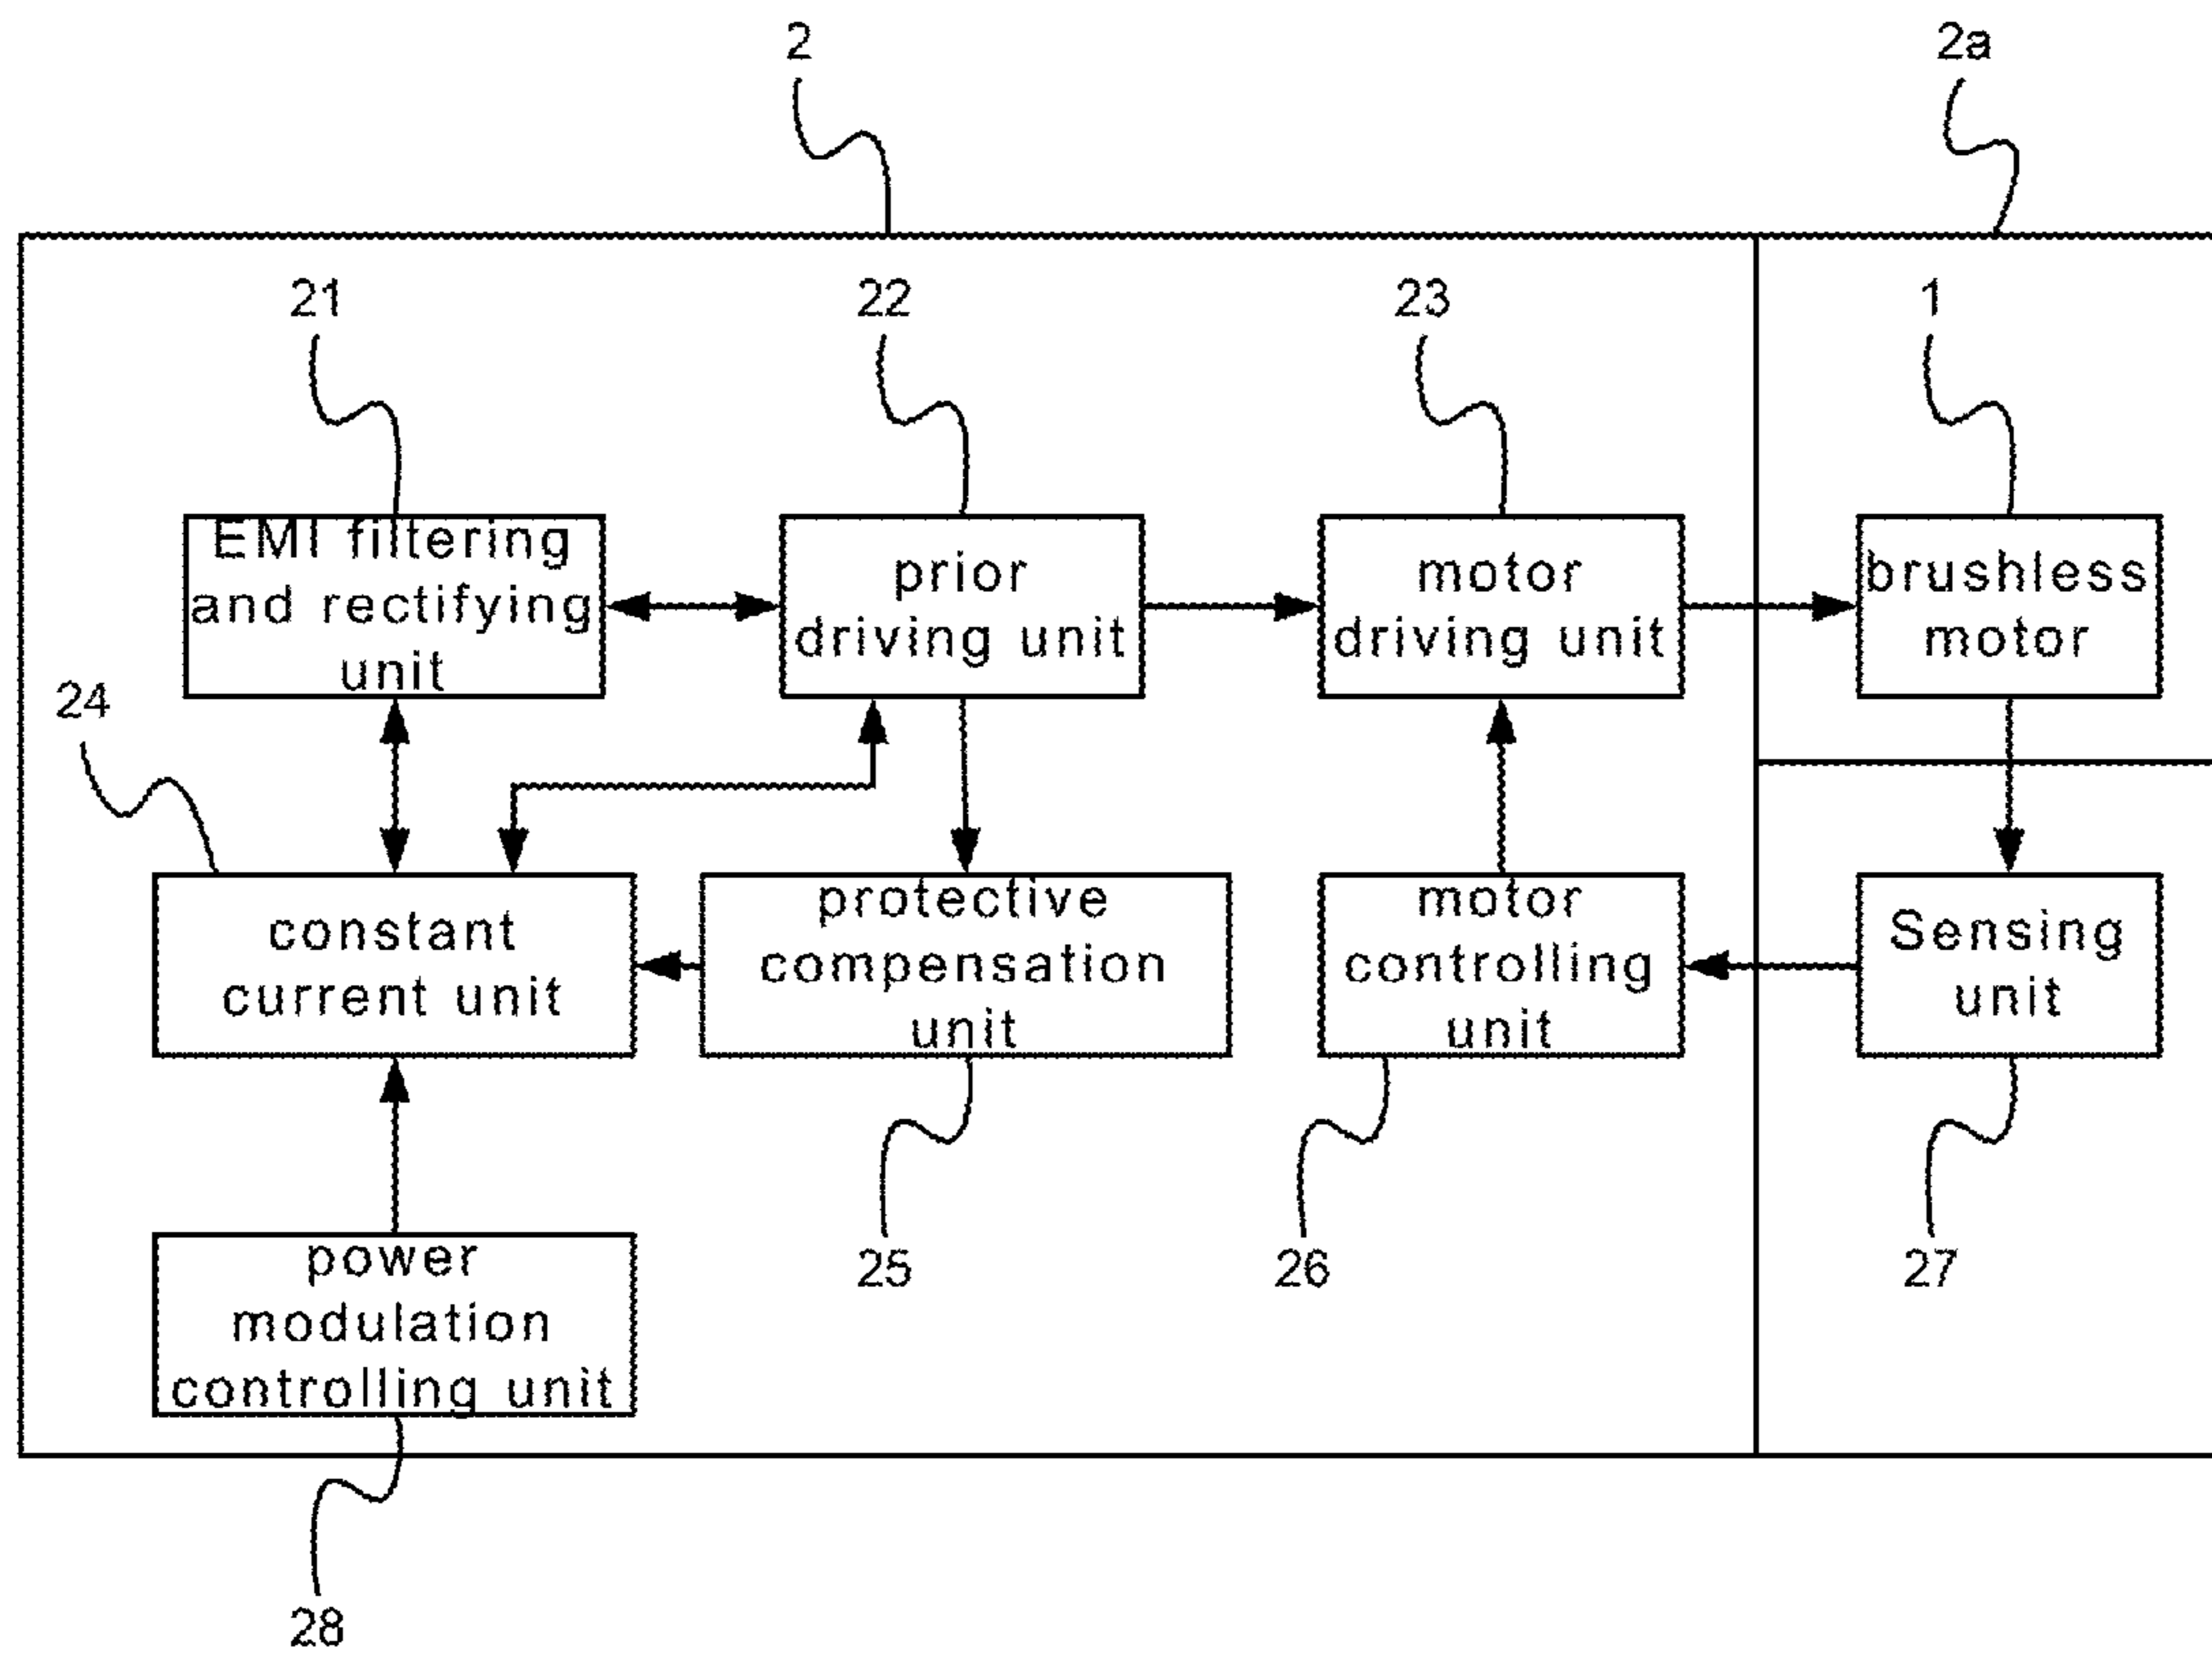 2
2a
21
22
23
1
EMI filtering
and rectifying
unit
prior
driving unit
motor
driving unit
brushless
motor
24
constant
current unit
protective
compensation
unit
motor
controlling
unit
Sensing
unit
power
modulation
controlling unit
25
26
27
28